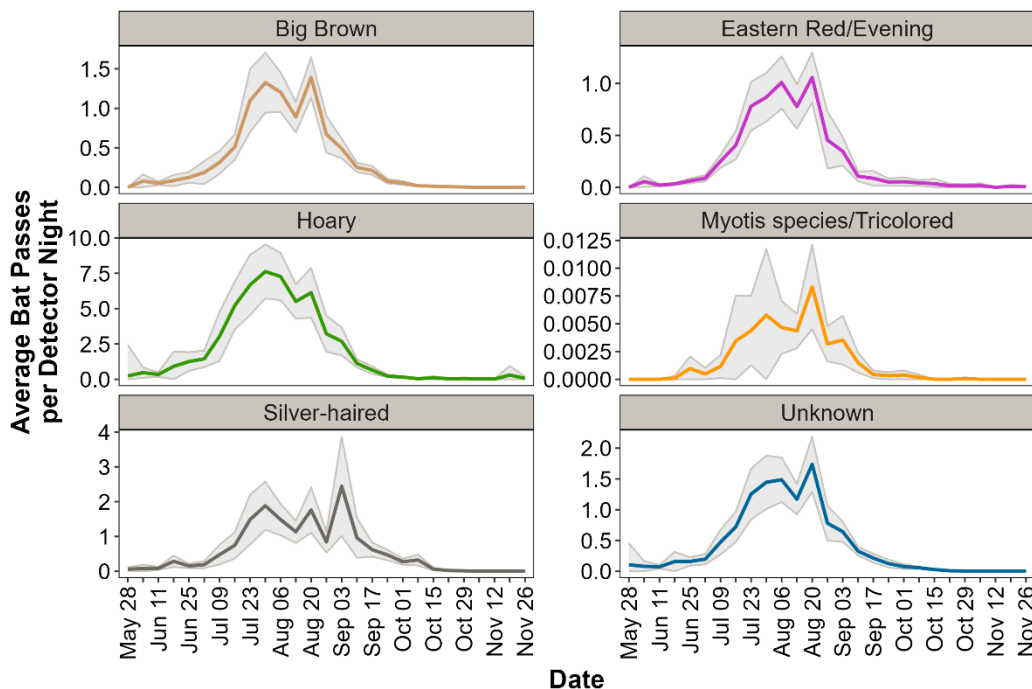 Average Bat Passes
per Detector Night
Big Brown
1.5
1.0
0.5
0.0
Eastern Red/Evening
1.0
0.5
0.0
Hoary
10.0
7.5
5.0
2.5
0.0
Myotis species/Tricolored
0.0125
0.0100
0.0075
0.0050
0.0025
0.0000
Silver-haired
4
3
2
1
0
Unknown
2.0
1.5
1.0
0.5
0.0
May 28
Jun 11
Jun 25
Jul 09
Jul 23
Aug 06
Aug 20
Sep 03
Sep 17
Oct 01
Oct 15
Oct 29
Nov 12
Nov 26
May 28
Jun 11
Jun 25
Jul 09
Jul 23
Aug 06
Aug 20
Sep 03
Sep 17
Oct 01
Oct 15
Oct 29
Nov 12
Nov 26
Date